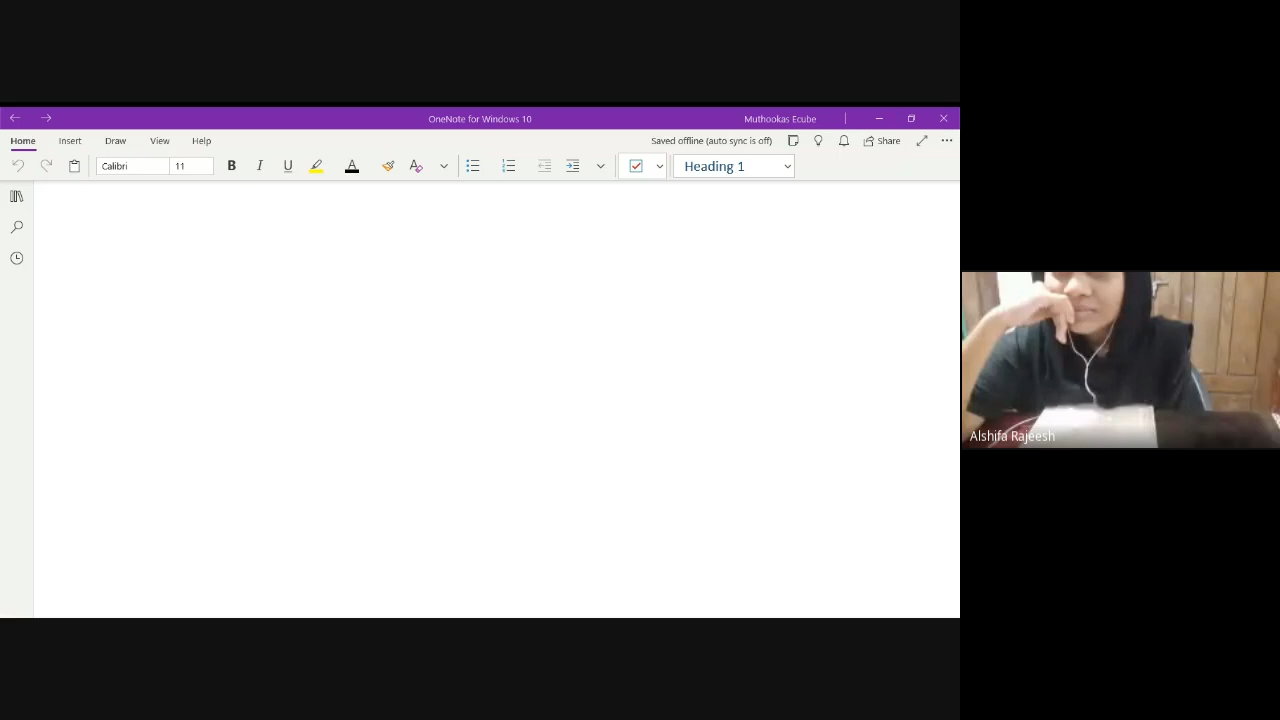 OneNote for Windows 10
Muthookas Ecube
Home Insert Draw View Help
Saved offline (auto sync is off)
Share
Calibri 11 B I U A A Heading 1
Alshifa Rajeesh